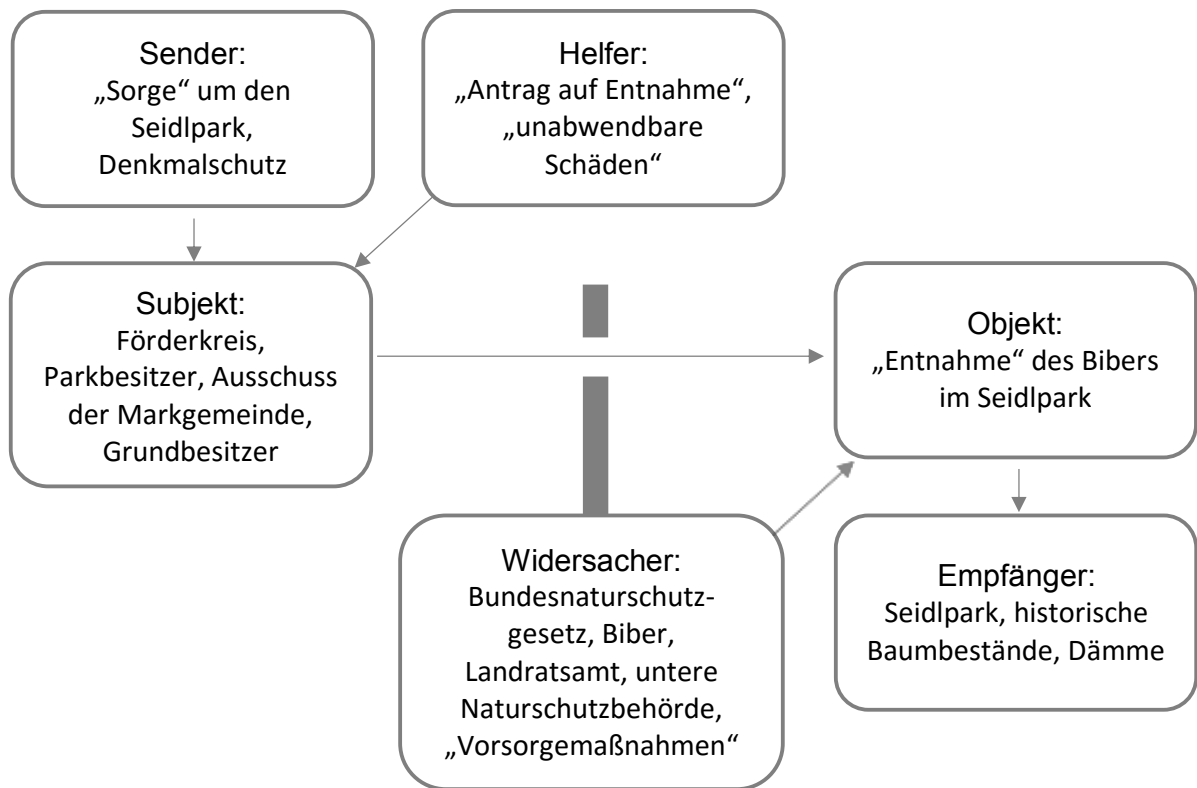 Sender:
„Sorge“ um den
Seidlpark,
Denkmalschutz
Helfer:
„Antrag auf Entnahme“,
„unabwendbare
Schäden“
Subjekt:
Förderkreis,
Parkbesitzer, Ausschuss
der Markgemeinde,
Grundbesitzer
Objekt:
„Entnahme“ des Bibers
im Seidlpark
Widersacher:
Bundesnaturschutz-
gesetz, Biber,
Landratsamt, untere
Naturschutzbehörde,
„Vorsorgemaßnahmen“
Empfänger:
Seidlpark, historische
Baumbestände, Dämme